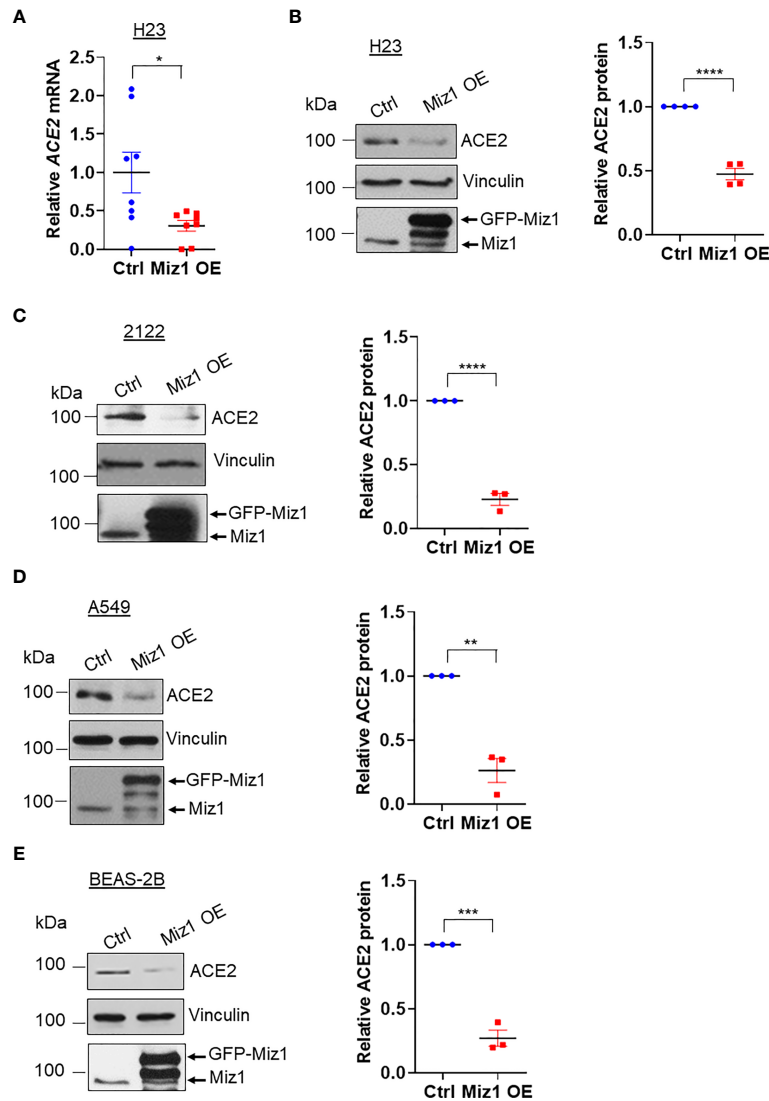 A
H23
Relative ACE2 mRNA
2.5
2.0
1.5
1.0
0.5
0.0
*
Ctrl Miz1 OE
B
H23
kDa
Ctrl
Miz1 OE
100
ACE2
100
Vinculin
100
GFP-Miz1
Miz1
Relative ACE2 protein
1.5
1.0
0.5
0.0
****
Ctrl Miz1 OE
C
2122
kDa
Ctrl
Miz1 OE
100
ACE2
Vinculin
100
100
GFP-Miz1
Miz1
Relative ACE2 protein
1.5
1.0
0.5
0.0
****
Ctrl Miz1 OE
D
A549
kDa
Ctrl
Miz1 OE
100
ACE2
Vinculin
100
GFP-Miz1
100
Miz1
Relative ACE2 protein
1.5
1.0
0.5
0.0
**
Ctrl Miz1 OE
E
BEAS-2B
kDa
Ctrl
Miz1 OE
100
ACE2
Vinculin
100
GFP-Miz1
100
Miz1
Relative ACE2 protein
1.5
1.0
0.5
0.0
***
Ctrl Miz1 OE